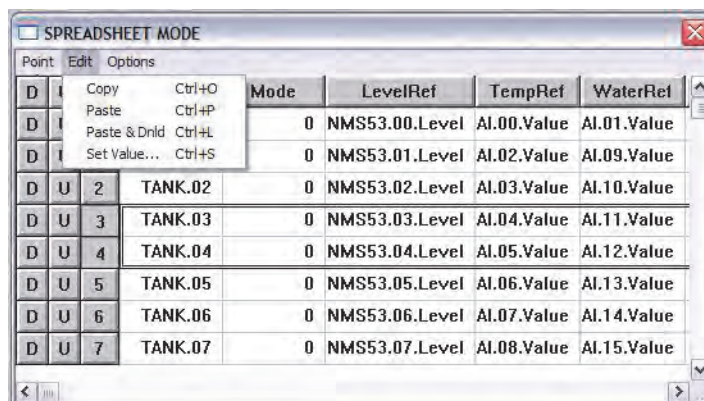 SPREADSHEET MODE
Point Edit Options
D Mode LevelRef TempRef WaterRef
Copy Ctrl+O
Paste Ctrl+P
Paste & Dnld Ctrl+L
Set Value... Ctrl+S
D 0 NMS53.00.Level AI.00.Value AI.01.Value
D 0 NMS53.01.Level AI.02.Value AI.09.Value
D U 2 TANK.02 0 NMS53.02.Level AI.03.Value AI.10.Value
D U 3 TANK.03 0 NMS53.03.Level AI.04.Value AI.11.Value
D U 4 TANK.04 0 NMS53.04.Level AI.05.Value AI.12.Value
D U 5 TANK.05 0 NMS53.05.Level AI.06.Value AI.13.Value
D U 6 TANK.06 0 NMS53.06.Level AI.07.Value AI.14.Value
D U 7 TANK.07 0 NMS53.07.Level AI.08.Value AI.15.Value